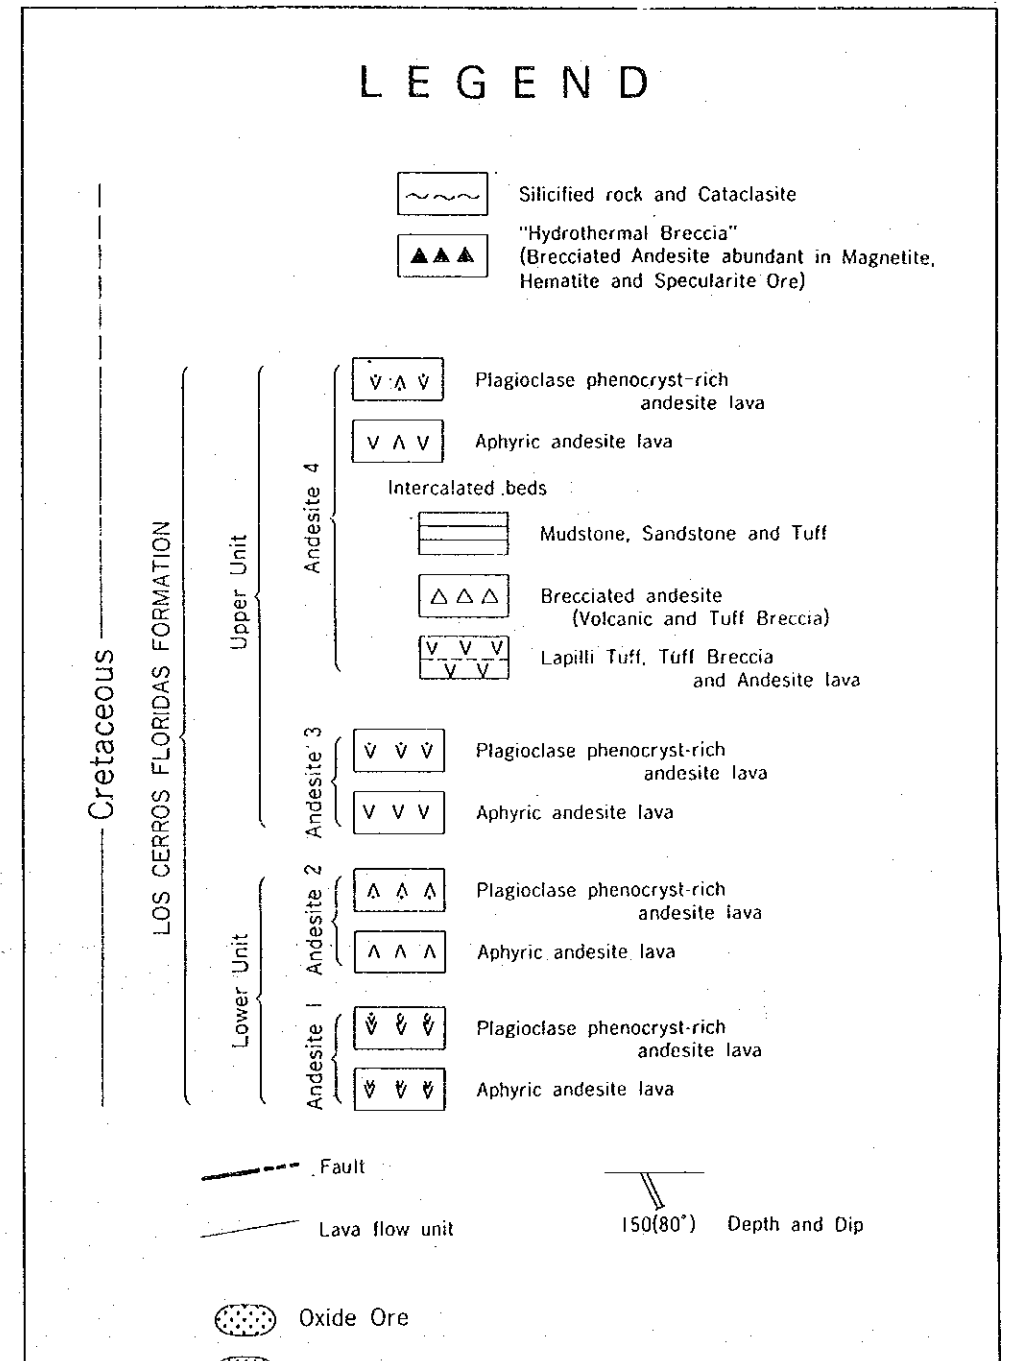 LEGEND
Silicified rock and Cataclasite
"Hydrothermal Breccia"
(Brecciated Andesite abundant in Magnetite,
Hematite and Specularite Ore)
Cretaceous
LOS CERROS FLORIDAS FORMATION
Upper Unit
Andesite 4
Plagioclase phenocryst-rich
andesite lava
Aphyric andesite lava
Intercalated beds
Mudstone, Sandstone and Tuff
Brecciated andesite
(Volcanic and Tuff Breccia)
Lapilli Tuff, Tuff Breccia
and Andesite lava
Andesite 3
Plagioclase phenocryst-rich
andesite lava
Aphyric andesite lava
Lower Unit
Andesite 2
Plagioclase phenocryst-rich
andesite lava
Aphyric andesite lava
Andesite 1
Plagioclase phenocryst-rich
andesite lava
Aphyric andesite lava
Fault
Lava flow unit
150(80°) Depth and Dip
Oxide Ore